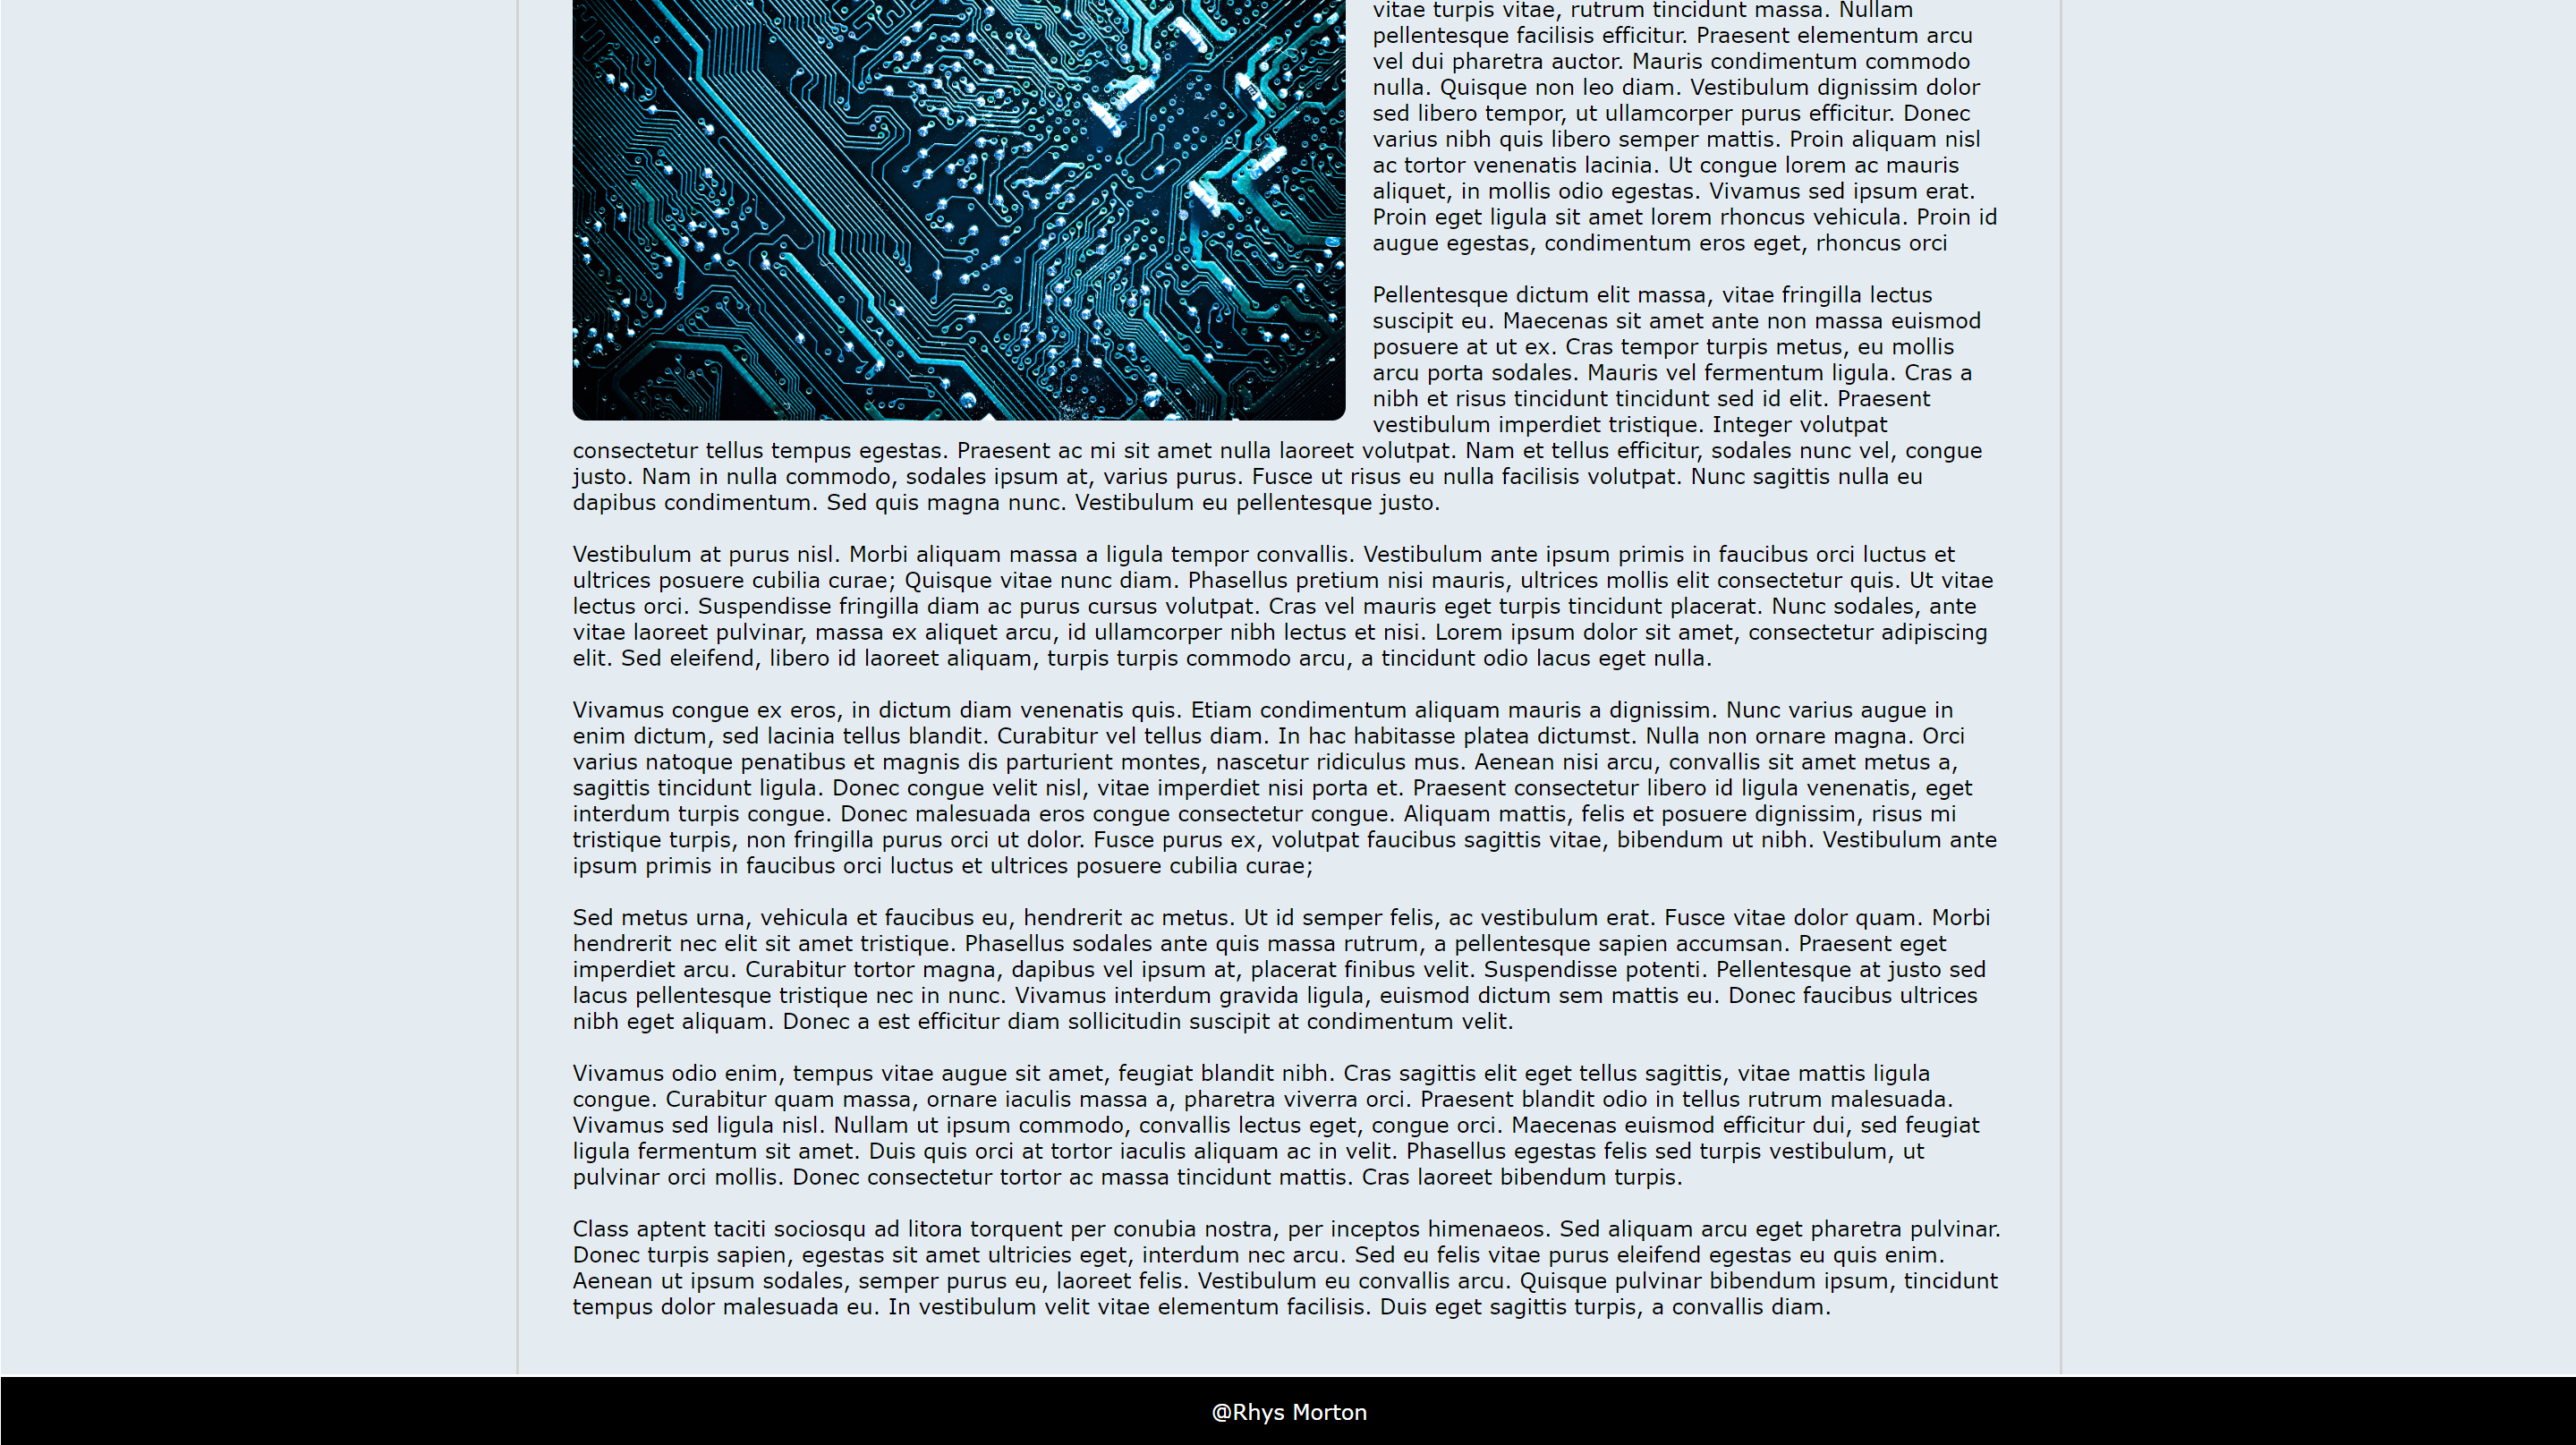 vitae turpis vitae, rutrum tincidunt massa. Nullam
pellentesque facilisis efficitur. Praesent elementum arcu
vel dui pharetra auctor. Mauris condimentum commodo
nulla. Quisque non leo diam. Vestibulum dignissim dolor
sed libero tempor, ut ullamcorper purus efficitur. Donec
varius nibh quis libero semper mattis. Proin aliquam nisl
ac tortor venenatis lacinia. Ut congue lorem ac mauris
aliquet, in mollis odio egestas. Vivamus sed ipsum erat.
Proin eget ligula sit amet lorem rhoncus vehicula. Proin id
augue egestas, condimentum eros eget, rhoncus orci
Pellentesque dictum elit massa, vitae fringilla lectus
suscipit eu. Maecenas sit amet ante non massa euismod
posuere at ut ex. Cras tempor turpis metus, eu mollis
arcu porta sodales. Mauris vel fermentum ligula. Cras a
nibh et risus tincidunt tincidunt sed id elit. Praesent
vestibulum imperdiet tristique. Integer volutpat
consectetur tellus tempus egestas. Praesent ac mi sit amet nulla laoreet volutpat. Nam et tellus efficitur, sodales nunc vel, congue
justo. Nam in nulla commodo, sodales ipsum at, varius purus. Fusce ut risus eu nulla facilisis volutpat. Nunc sagittis nulla eu
dapibus condimentum. Sed quis magna nunc. Vestibulum eu pellentesque justo.
Vestibulum at purus nisl. Morbi aliquam massa a ligula tempor convallis. Vestibulum ante ipsum primis in faucibus orci luctus et
ultrices posuere cubilia curae; Quisque vitae nunc diam. Phasellus pretium nisi mauris, ultrices mollis elit consectetur quis. Ut vitae
lectus orci. Suspendisse fringilla diam ac purus cursus volutpat. Cras vel mauris eget turpis tincidunt placerat. Nunc sodales, ante
vitae laoreet pulvinar, massa ex aliquet arcu, id ullamcorper nibh lectus et nisi. Lorem ipsum dolor sit amet, consectetur adipiscing
elit. Sed eleifend, libero id laoreet aliquam, turpis turpis commodo arcu, a tincidunt odio lacus eget nulla.
Vivamus congue ex eros, in dictum diam venenatis quis. Etiam condimentum aliquam mauris a dignissim. Nunc varius augue in
enim dictum, sed lacinia tellus blandit. Curabitur vel tellus diam. In hac habitasse platea dictumst. Nulla non ornare magna. Orci
varius natoque penatibus et magnis dis parturient montes, nascetur ridiculus mus. Aenean nisi arcu, convallis sit amet metus a,
sagittis tincidunt ligula. Donec congue velit nisl, vitae imperdiet nisi porta et. Praesent consectetur libero id ligula venenatis, eget
interdum turpis congue. Donec malesuada eros congue consectetur congue. Aliquam mattis, felis et posuere dignissim, risus mi
tristique turpis, non fringilla purus orci ut dolor. Fusce purus ex, volutpat faucibus sagittis vitae, bibendum ut nibh. Vestibulum ante
ipsum primis in faucibus orci luctus et ultrices posuere cubilia curae;
Sed metus urna, vehicula et faucibus eu, hendrerit ac metus. Ut id semper felis, ac vestibulum erat. Fusce vitae dolor quam. Morbi
hendrerit nec elit sit amet tristique. Phasellus sodales ante quis massa rutrum, a pellentesque sapien accumsan. Praesent eget
imperdiet arcu. Curabitur tortor magna, dapibus vel ipsum at, placerat finibus velit. Suspendisse potenti. Pellentesque at justo sed
lacus pellentesque tristique nec in nunc. Vivamus interdum gravida ligula, euismod dictum sem mattis eu. Donec faucibus ultrices
nibh eget aliquam. Donec a est efficitur diam sollicitudin suscipit at condimentum velit.
Vivamus odio enim, tempus vitae augue sit amet, feugiat blandit nibh. Cras sagittis elit eget tellus sagittis, vitae mattis ligula
congue. Curabitur quam massa, ornare iaculis massa a, pharetra viverra orci. Praesent blandit odio in tellus rutrum malesuada.
Vivamus sed ligula nisl. Nullam ut ipsum commodo, convallis lectus eget, congue orci. Maecenas euismod efficitur dui, sed feugiat
ligula fermentum sit amet. Duis quis orci at tortor iaculis aliquam ac in velit. Phasellus egestas felis sed turpis vestibulum, ut
pulvinar orci mollis. Donec consectetur tortor ac massa tincidunt mattis. Cras laoreet bibendum turpis.
Class aptent taciti sociosqu ad litora torquent per conubia nostra, per inceptos himenaeos. Sed aliquam arcu eget pharetra pulvinar.
Donec turpis sapien, egestas sit amet ultricies eget, interdum nec arcu. Sed eu felis vitae purus eleifend egestas eu quis enim.
Aenean ut ipsum sodales, semper purus eu, laoreet felis. Vestibulum eu convallis arcu. Quisque pulvinar bibendum ipsum, tincidunt
tempus dolor malesuada eu. In vestibulum velit vitae elementum facilisis. Duis eget sagittis turpis, a convallis diam.
@Rhys Morton